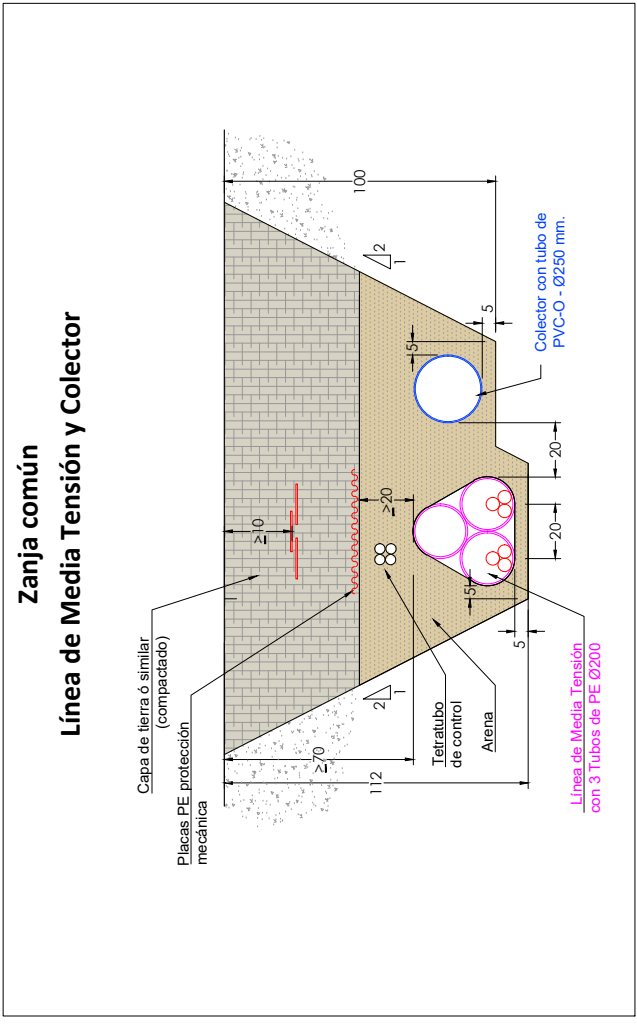 Zanja común
Línea de Media Tensión y Colector
Capa de tierra ó similar
(compactado)
Placas PE protección
mecánica
≥10
≥20
≥70
112
100
2
1
2
1
5
5
5
5
20
20
Tetratubo
de control
Arena
Línea de Media Tensión
con 3 Tubos de PE Ø200
Colector con tubo de
PVC-O - Ø250 mm.